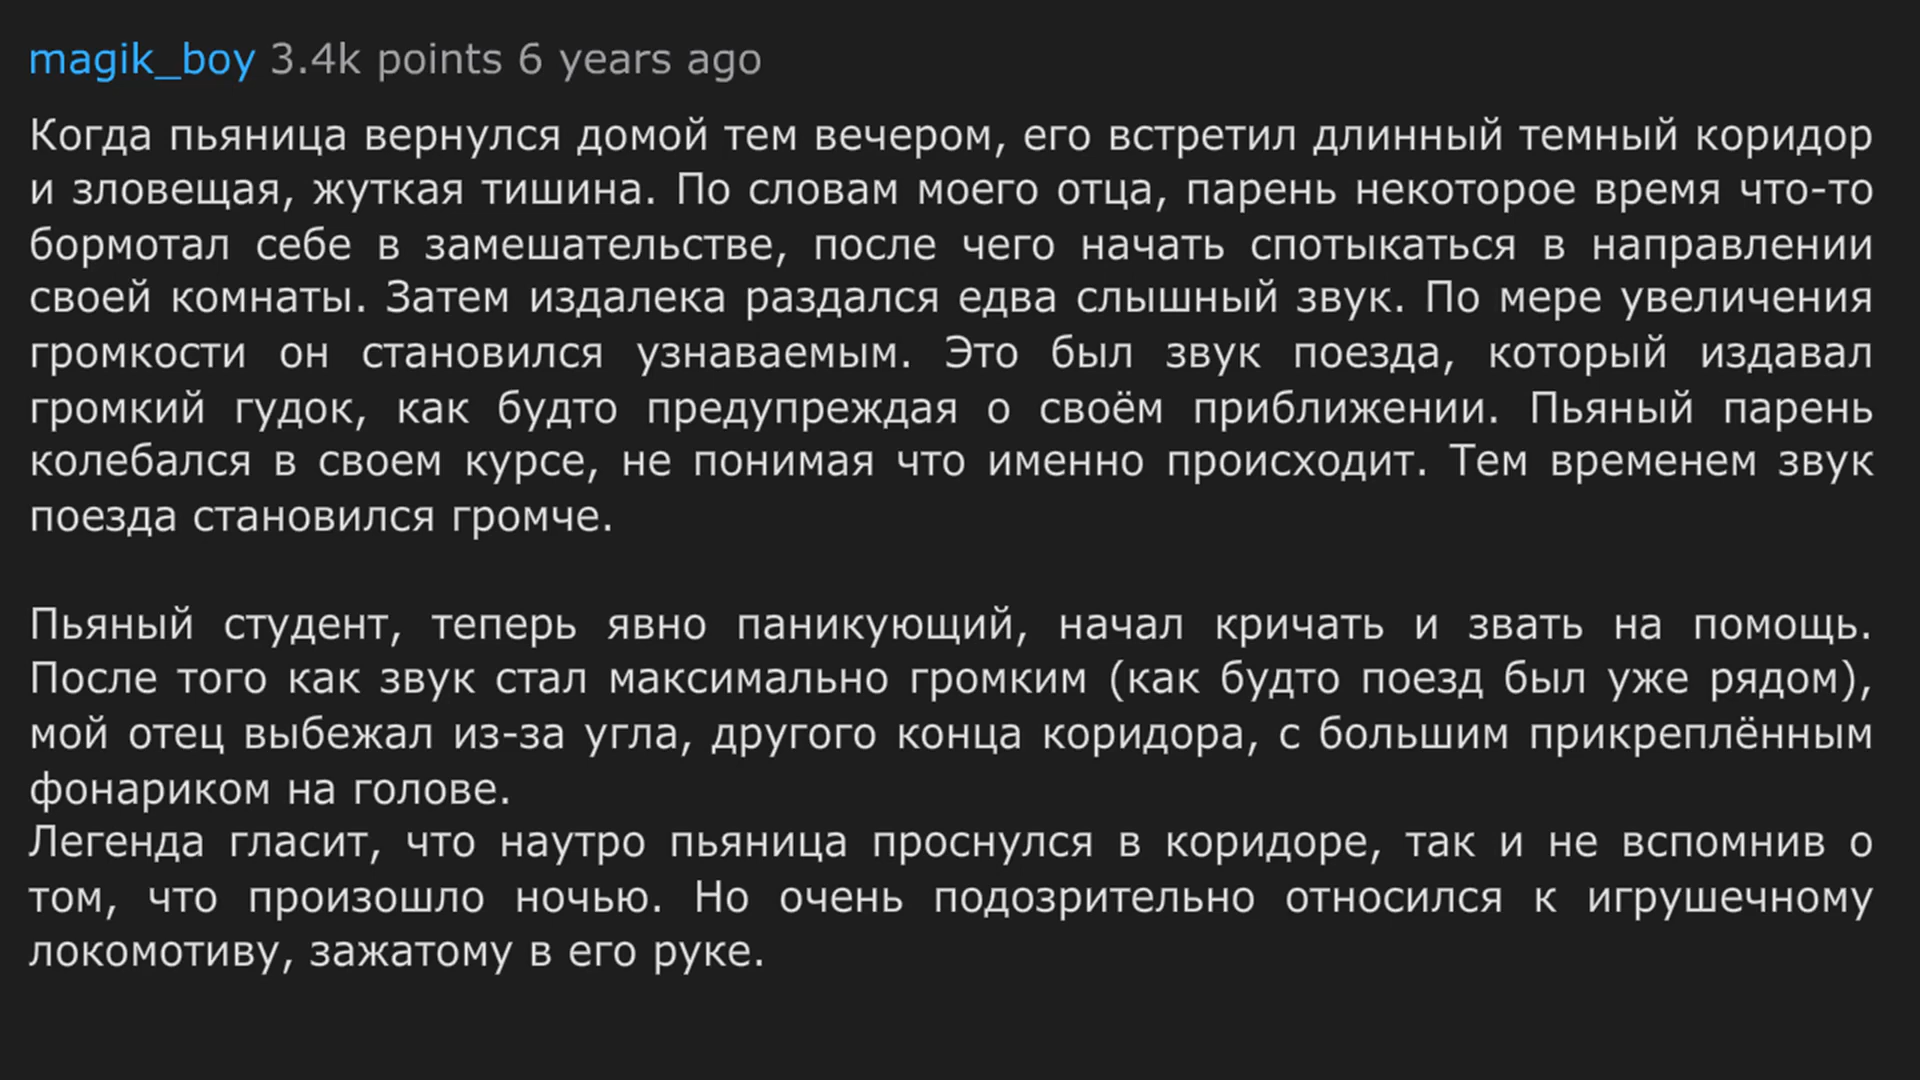 magik_boy 3.4k points 6 years ago
Когда пьяница вернулся домой тем вечером, его встретил длинный темный коридор
и зловещая, жуткая тишина. По словам моего отца, парень некоторое время что-то
бормотал себе в замешательстве, после чего начать спотыкаться в направлении
своей комнаты. Затем издалека раздался едва слышный звук. По мере увеличения
громкости он становился узнаваемым. Это был звук поезда, который издавал
громкий гудок, как будто предупреждая о своём приближении. Пьяный парень
колебался в своем курсе, не понимая что именно происходит. Тем временем звук
поезда становился громче.
Пьяный студент, теперь явно паникующий, начал кричать и звать на помощь.
После того как звук стал максимально громким (как будто поезд был уже рядом),
мой отец выбежал из-за угла, другого конца коридора, с большим прикреплённым
фонариком на голове.
Легенда гласит, что наутро пьяница проснулся в коридоре, так и не вспомнив о
том, что произошло ночью. Но очень подозрительно относился к игрушечному
локомотиву, зажатому в его руке.